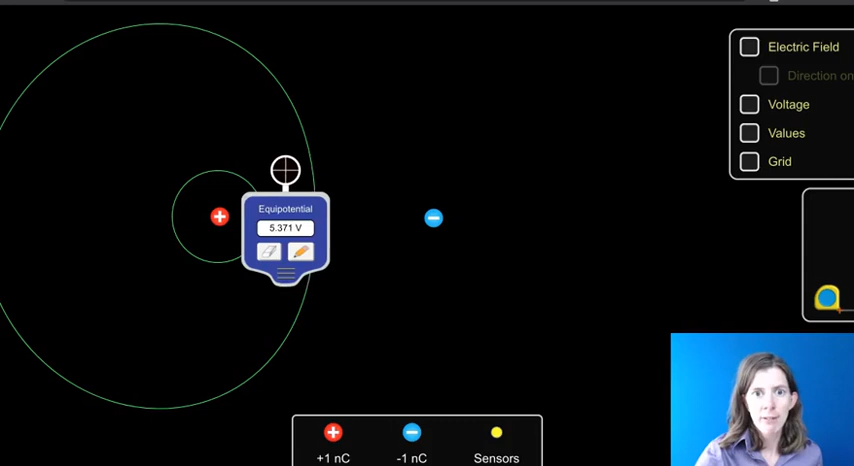 Electric Field
Direction on
Voltage
Values
Grid
Equipotential
5.371 V
+1 nC
-1 nC
Sensors